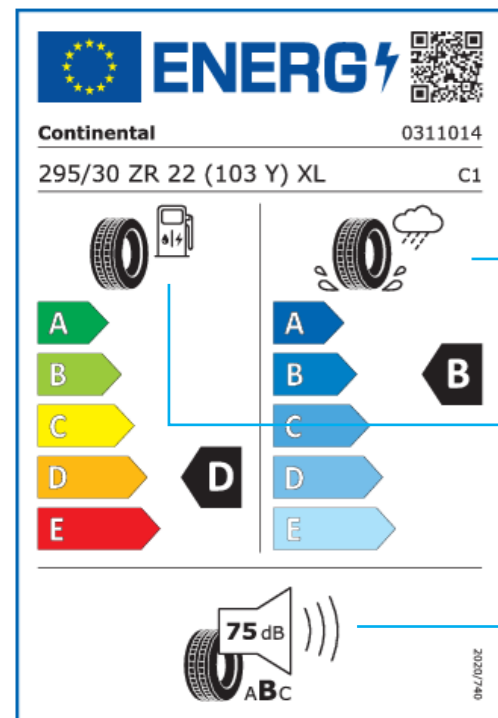 ENERG
Continental 0311014
295/30 ZR 22 (103 Y) XL C1
A
B
C
D
E
D
A
B
C
D
E
B
75 dB
ABC
2020/740